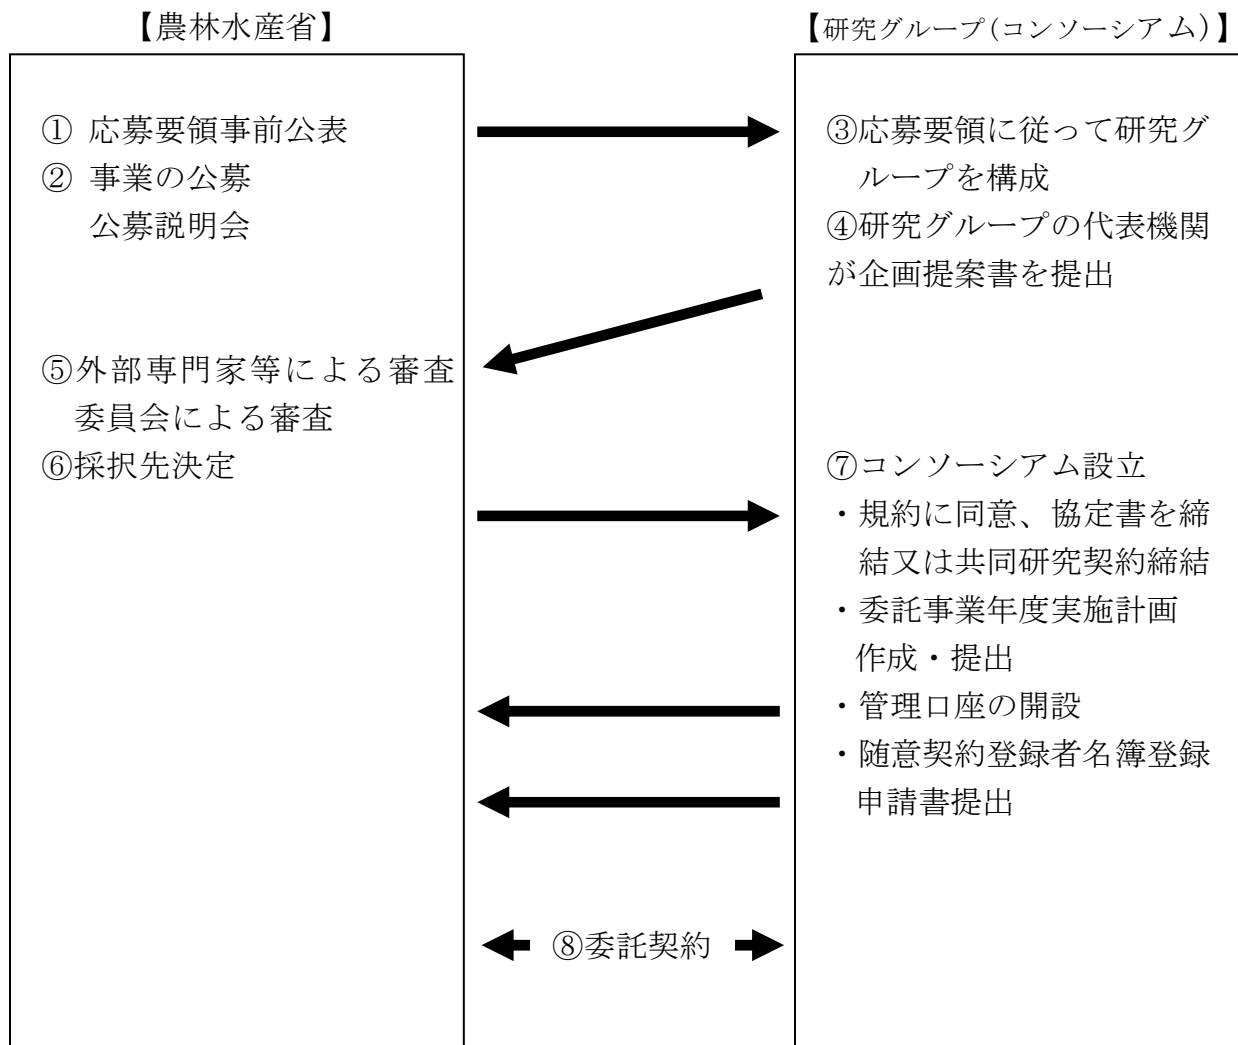 【農林水産省】
【研究グループ(コンソーシアム)】
① 応募要領事前公表
② 事業の公募
公募説明会
③応募要領に従って研究グ
ループを構成
④研究グループの代表機関
が企画提案書を提出
⑤外部専門家等による審査
委員会による審査
⑥採択先決定
⑦コンソーシアム設立
・規約に同意、協定書を締
結又は共同研究契約締結
・委託事業年度実施計画
作成・提出
・管理口座の開設
・随意契約登録者名簿登録
申請書提出
⑧委託契約